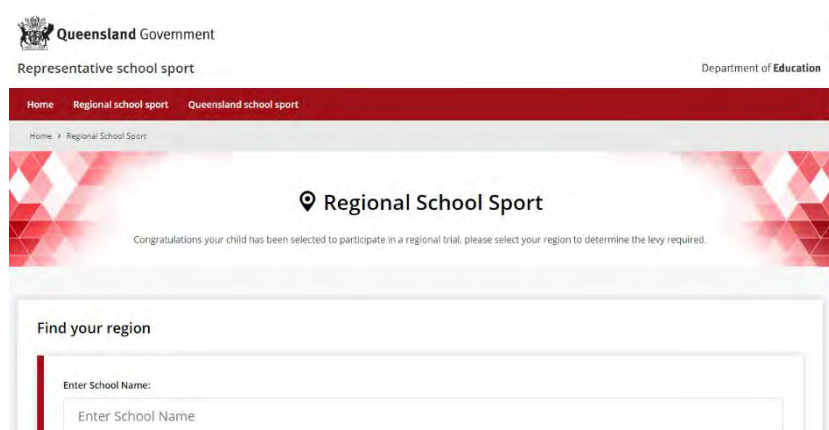 Queensland Government
Representative school sport
Department of Education
Home Regional school sport Queensland school sport
Home > Regional School Sport
Regional School Sport
Congratulations your child has been selected to participate in a regional trial, please select your region to determine the levy required.
Find your region
Enter School Name:
Enter School Name